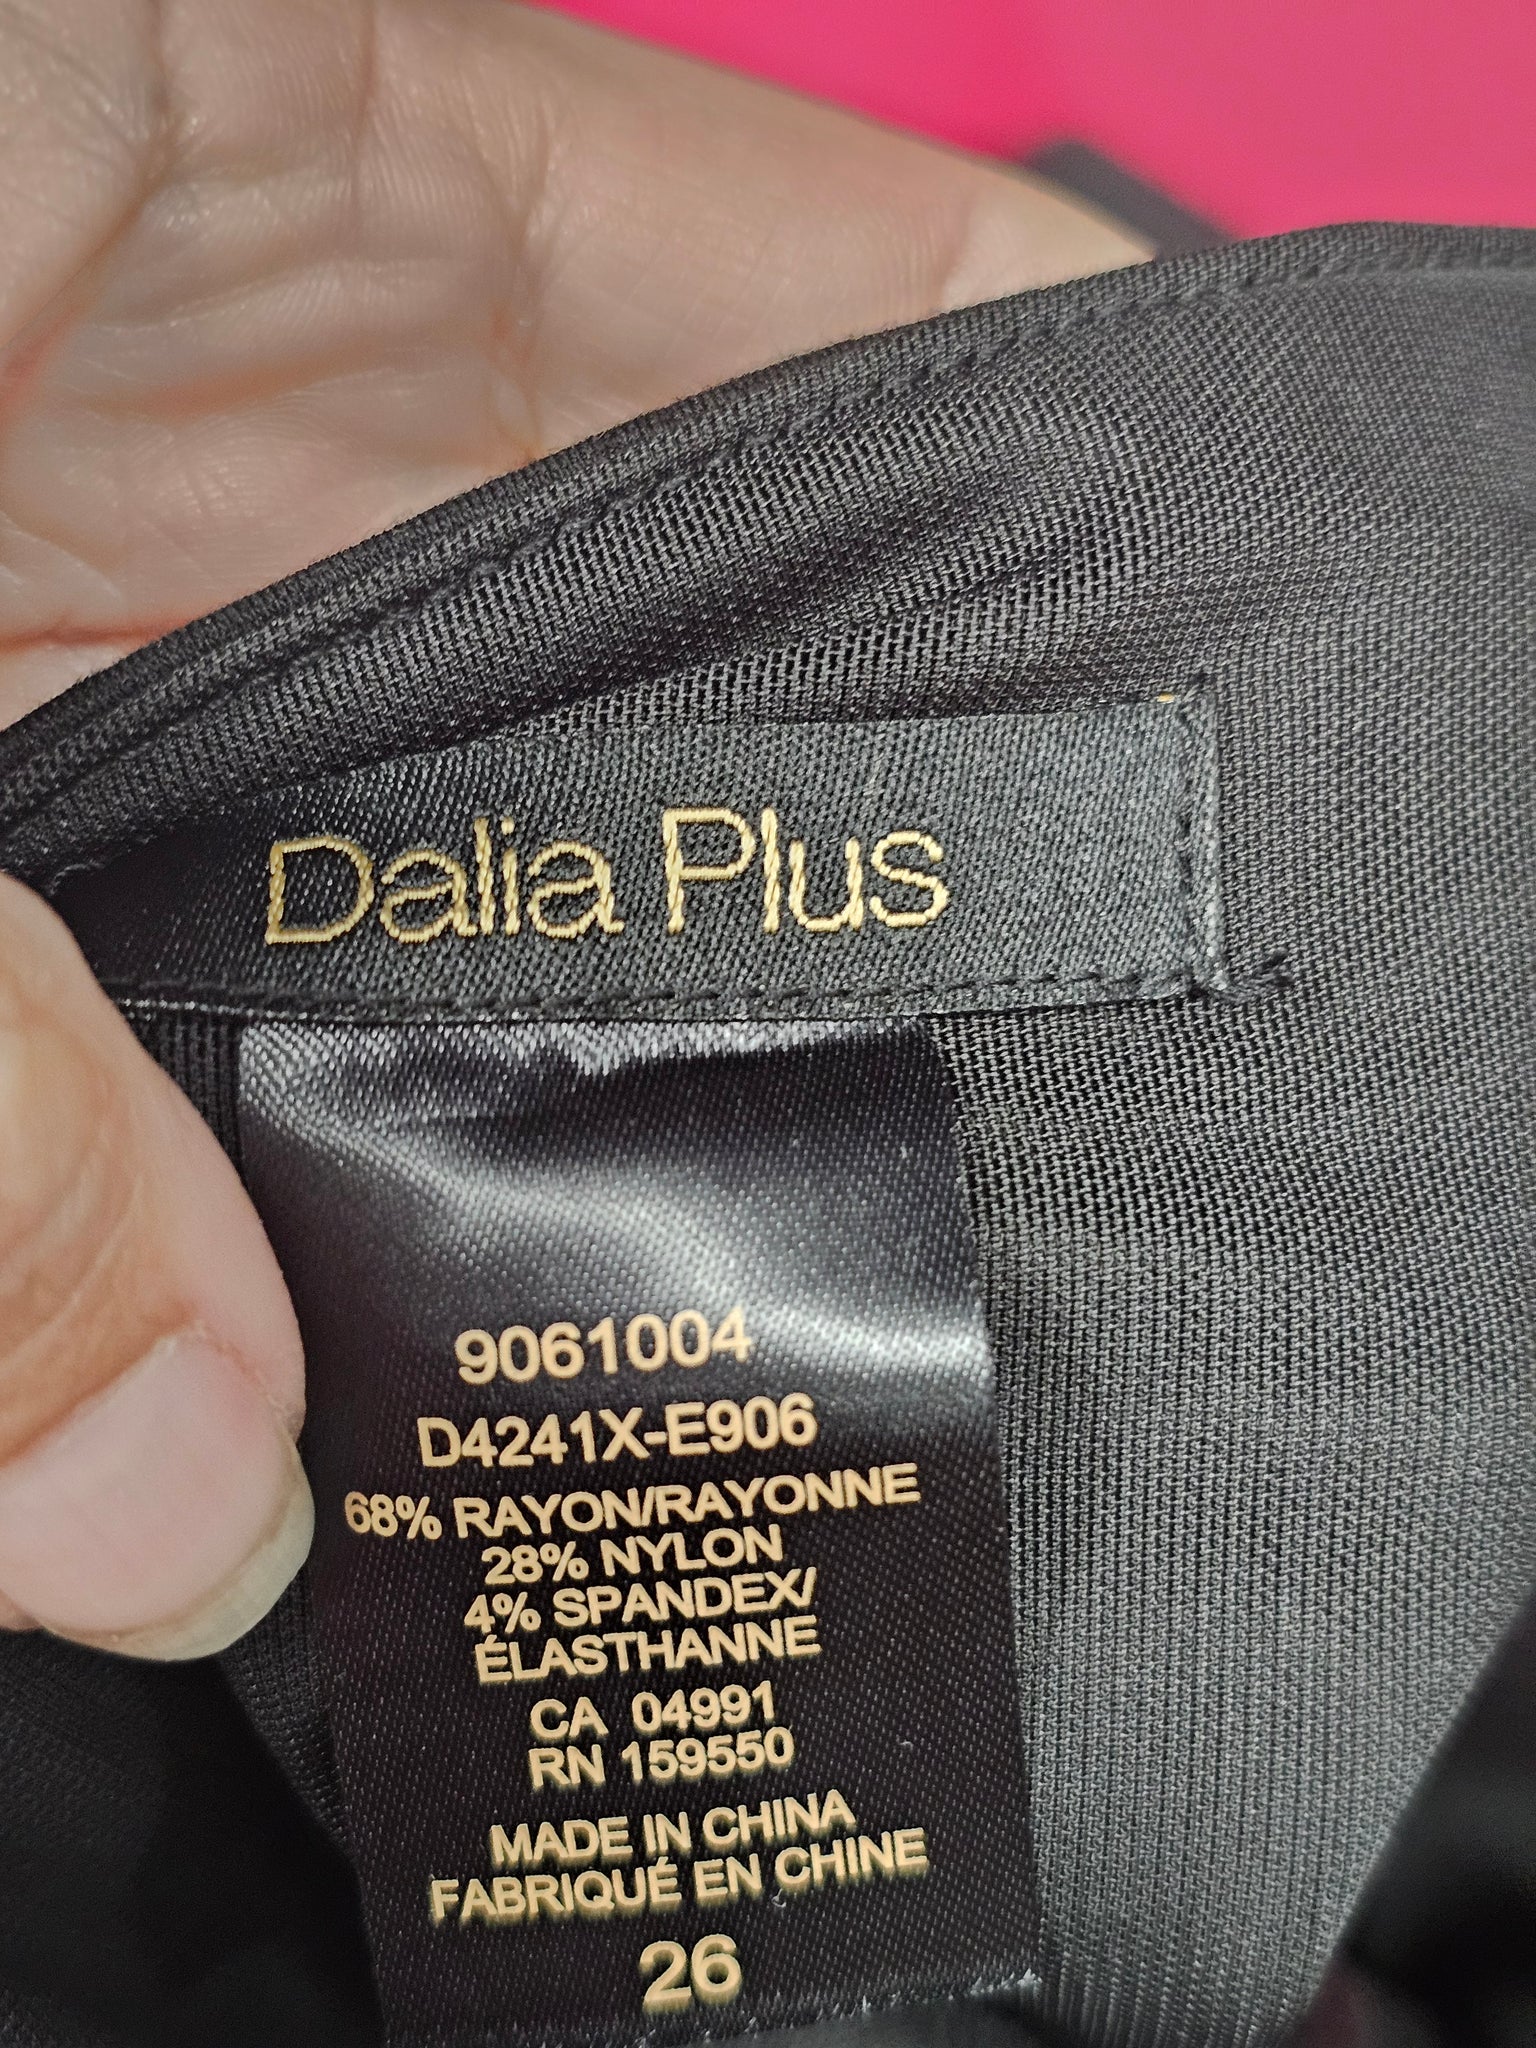 Dalia Plus
9061004
D4241X-E906
68% RAYON/RAYONNE
28% NYLON
4% SPANDEX/
ÉLASTHANNE
CA 04991
RN 159550
MADE IN CHINA
FABRIQUÉ EN CHINE
26